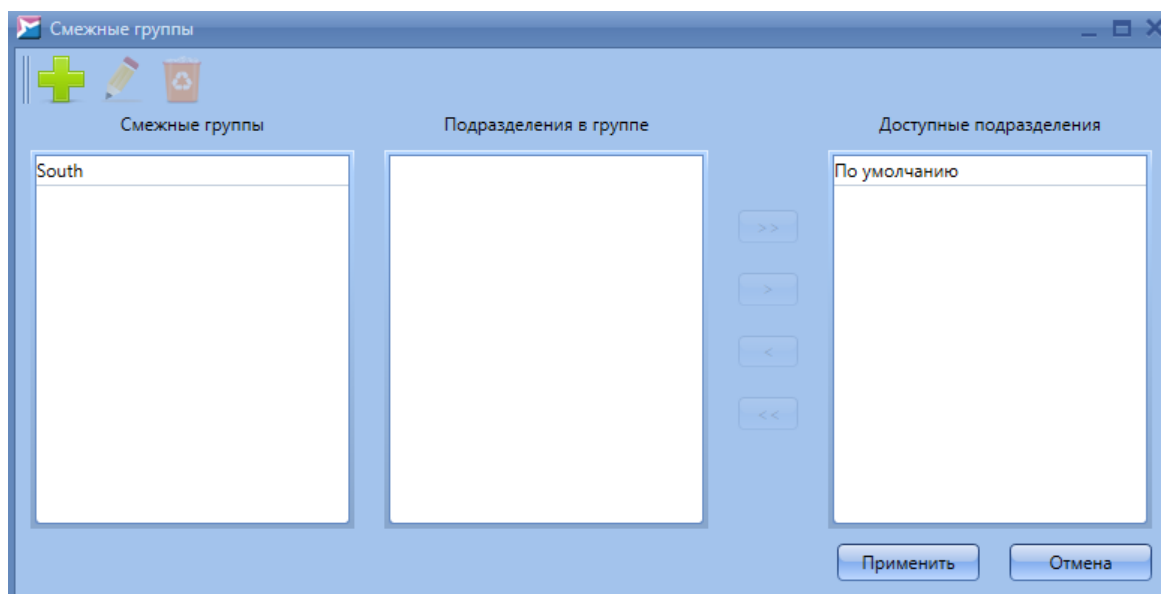 Смежные группы
Смежные группы
Подразделения в группе
Доступные подразделения
South
По умолчанию
>>
>
<
<<
Применить
Отмена